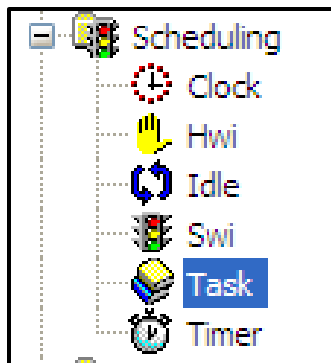 Scheduling
Clock
Hwi
Idle
Swi
Task
Timer